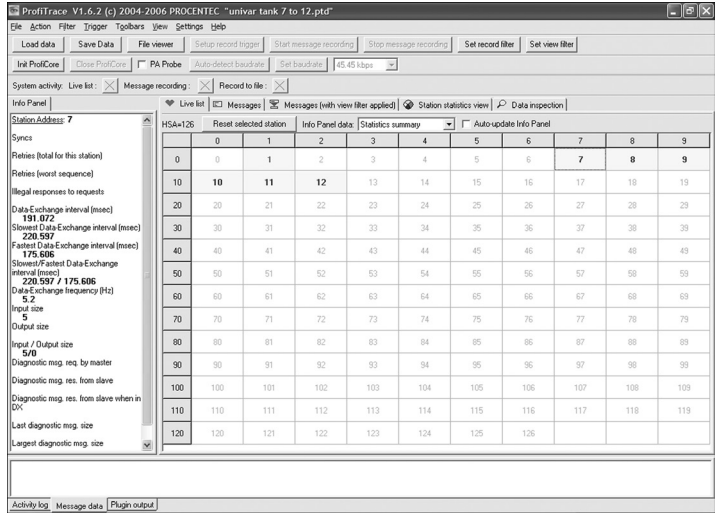 ProfiTrace V1.6.2 (c) 2004-2006 PROCENTEC "univar tank 7 to 12.ptd"
File Action Filter Trigger Toolbars View Settings Help
Load data Save Data File viewer Setup record trigger Start message recording Stop message recording Set record filter Set view filter
Init ProfiCore Close ProfiCore PA Probe Auto-detect baudrate Set baudrate 45.45 kbps
System activity: Live list : Message recording : Record to file :
Info Panel
Station Address: 7
Syncs
Retries (total for this station)
Retries (worst sequence)
Illegal responses to requests
Data-Exchange interval (msec)
191.072
Slowest Data-Exchange interval (msec)
220.597
Fastest Data-Exchange interval (msec)
175.606
Slowest/Fastest Data-Exchange
interval (msec)
220.597 / 175.606
Data-Exchange frequency (Hz)
5.2
Input size
5
Output size
Input / Output size
5/0
Diagnostic msg. req. by master
Diagnostic msg. res. from slave
Diagnostic msg. res. from slave when in
DX
Last diagnostic msg. size
Largest diagnostic msg. size
Live list Messages Messages (with view filter applied) Station statistics view Data inspection
HSA=126 Reset selected station Info Panel data: Statistics summary Auto-update Info Panel
0 1 2 3 4 5 6 7 8 9
0 0 1 2 3 4 5 6 7 8 9
10 10 11 12 13 14 15 16 17 18 19
20 20 21 22 23 24 25 26 27 28 29
30 30 31 32 33 34 35 36 37 38 39
40 40 41 42 43 44 45 46 47 48 49
50 50 51 52 53 54 55 56 57 58 59
60 60 61 62 63 64 65 66 67 68 69
70 70 71 72 73 74 75 76 77 78 79
80 80 81 82 83 84 85 86 87 88 89
90 90 91 92 93 94 95 96 97 98 99
100 100 101 102 103 104 105 106 107 108 109
110 110 111 112 113 114 115 116 117 118 119
120 120 121 122 123 124 125 126
Activity log Message data Plugin output